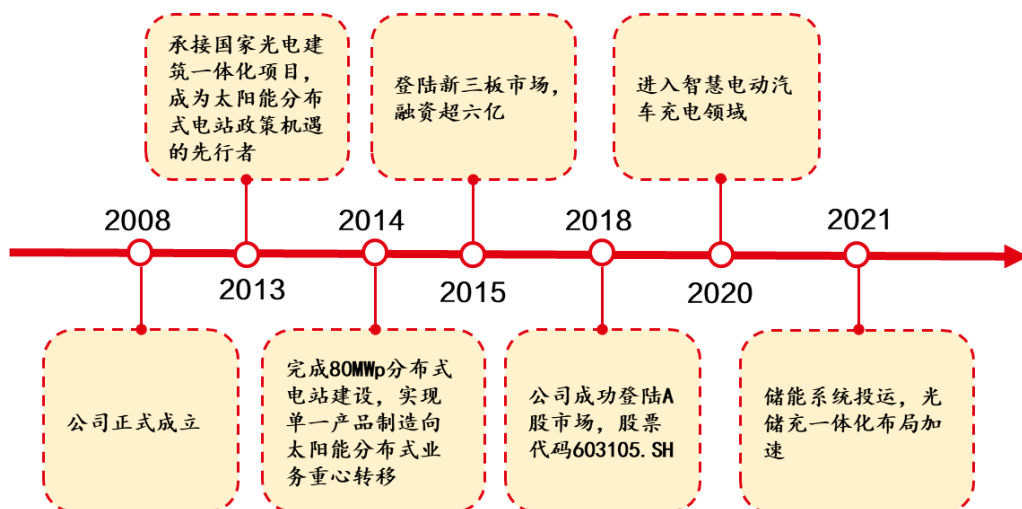 承接国家光电建
筑一体化项目，
成为太阳能分布
式电站政策机遇
的先行者
登陆新三板市场，
融资超六亿
进入智慧电动汽
车充电领域
2008
2014
2018
2021
2013
2015
2020
公司正式成立
完成80MWp分布式
电站建设，实现
单一产品制造向
太阳能分布式业
务重心转移
公司成功登陆A
股市场，股票
代码603105.SH
储能系统投运，光
储充一体化布局加
速